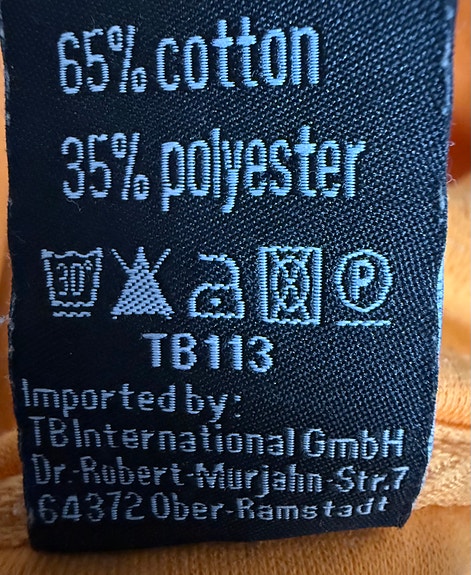 65% cotton
35% polyester
30° P
TB113
Imported by:
TBInternational GmbH
Dr.-Robert-Murjahn-Str.7
64372 Ober-Ramstadt